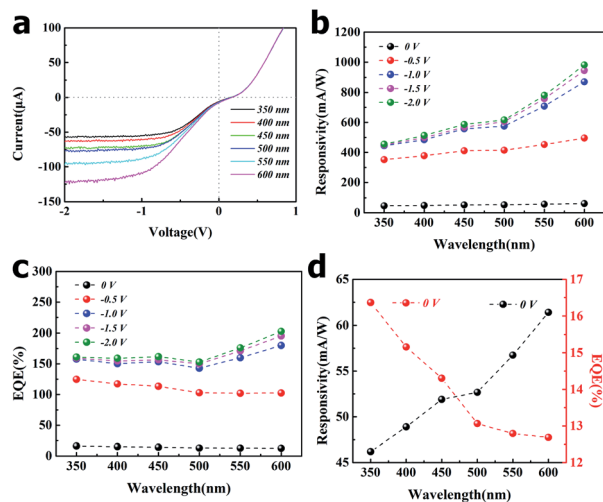 a
100
50
0
-50
-100
-150
-2
-1
0
1
Current(μA)
Voltage(V)
350 nm
400 nm
450 nm
500 nm
550 nm
600 nm
b
1200
1000
800
600
400
200
0
350 400 450 500 550 600
Responsivity(mA/W)
Wavelength(nm)
0 V
-0.5 V
-1.0 V
-1.5 V
-2.0 V
c
300
250
200
150
100
50
0
350 400 450 500 550 600
EQE(%)
Wavelength(nm)
0 V
-0.5 V
-1.0 V
-1.5 V
-2.0 V
d
65
60
55
50
45
350 400 450 500 550 600
17
16
15
14
13
12
Responsivity(mA/W)
EQE(%)
Wavelength(nm)
0 V
0 V